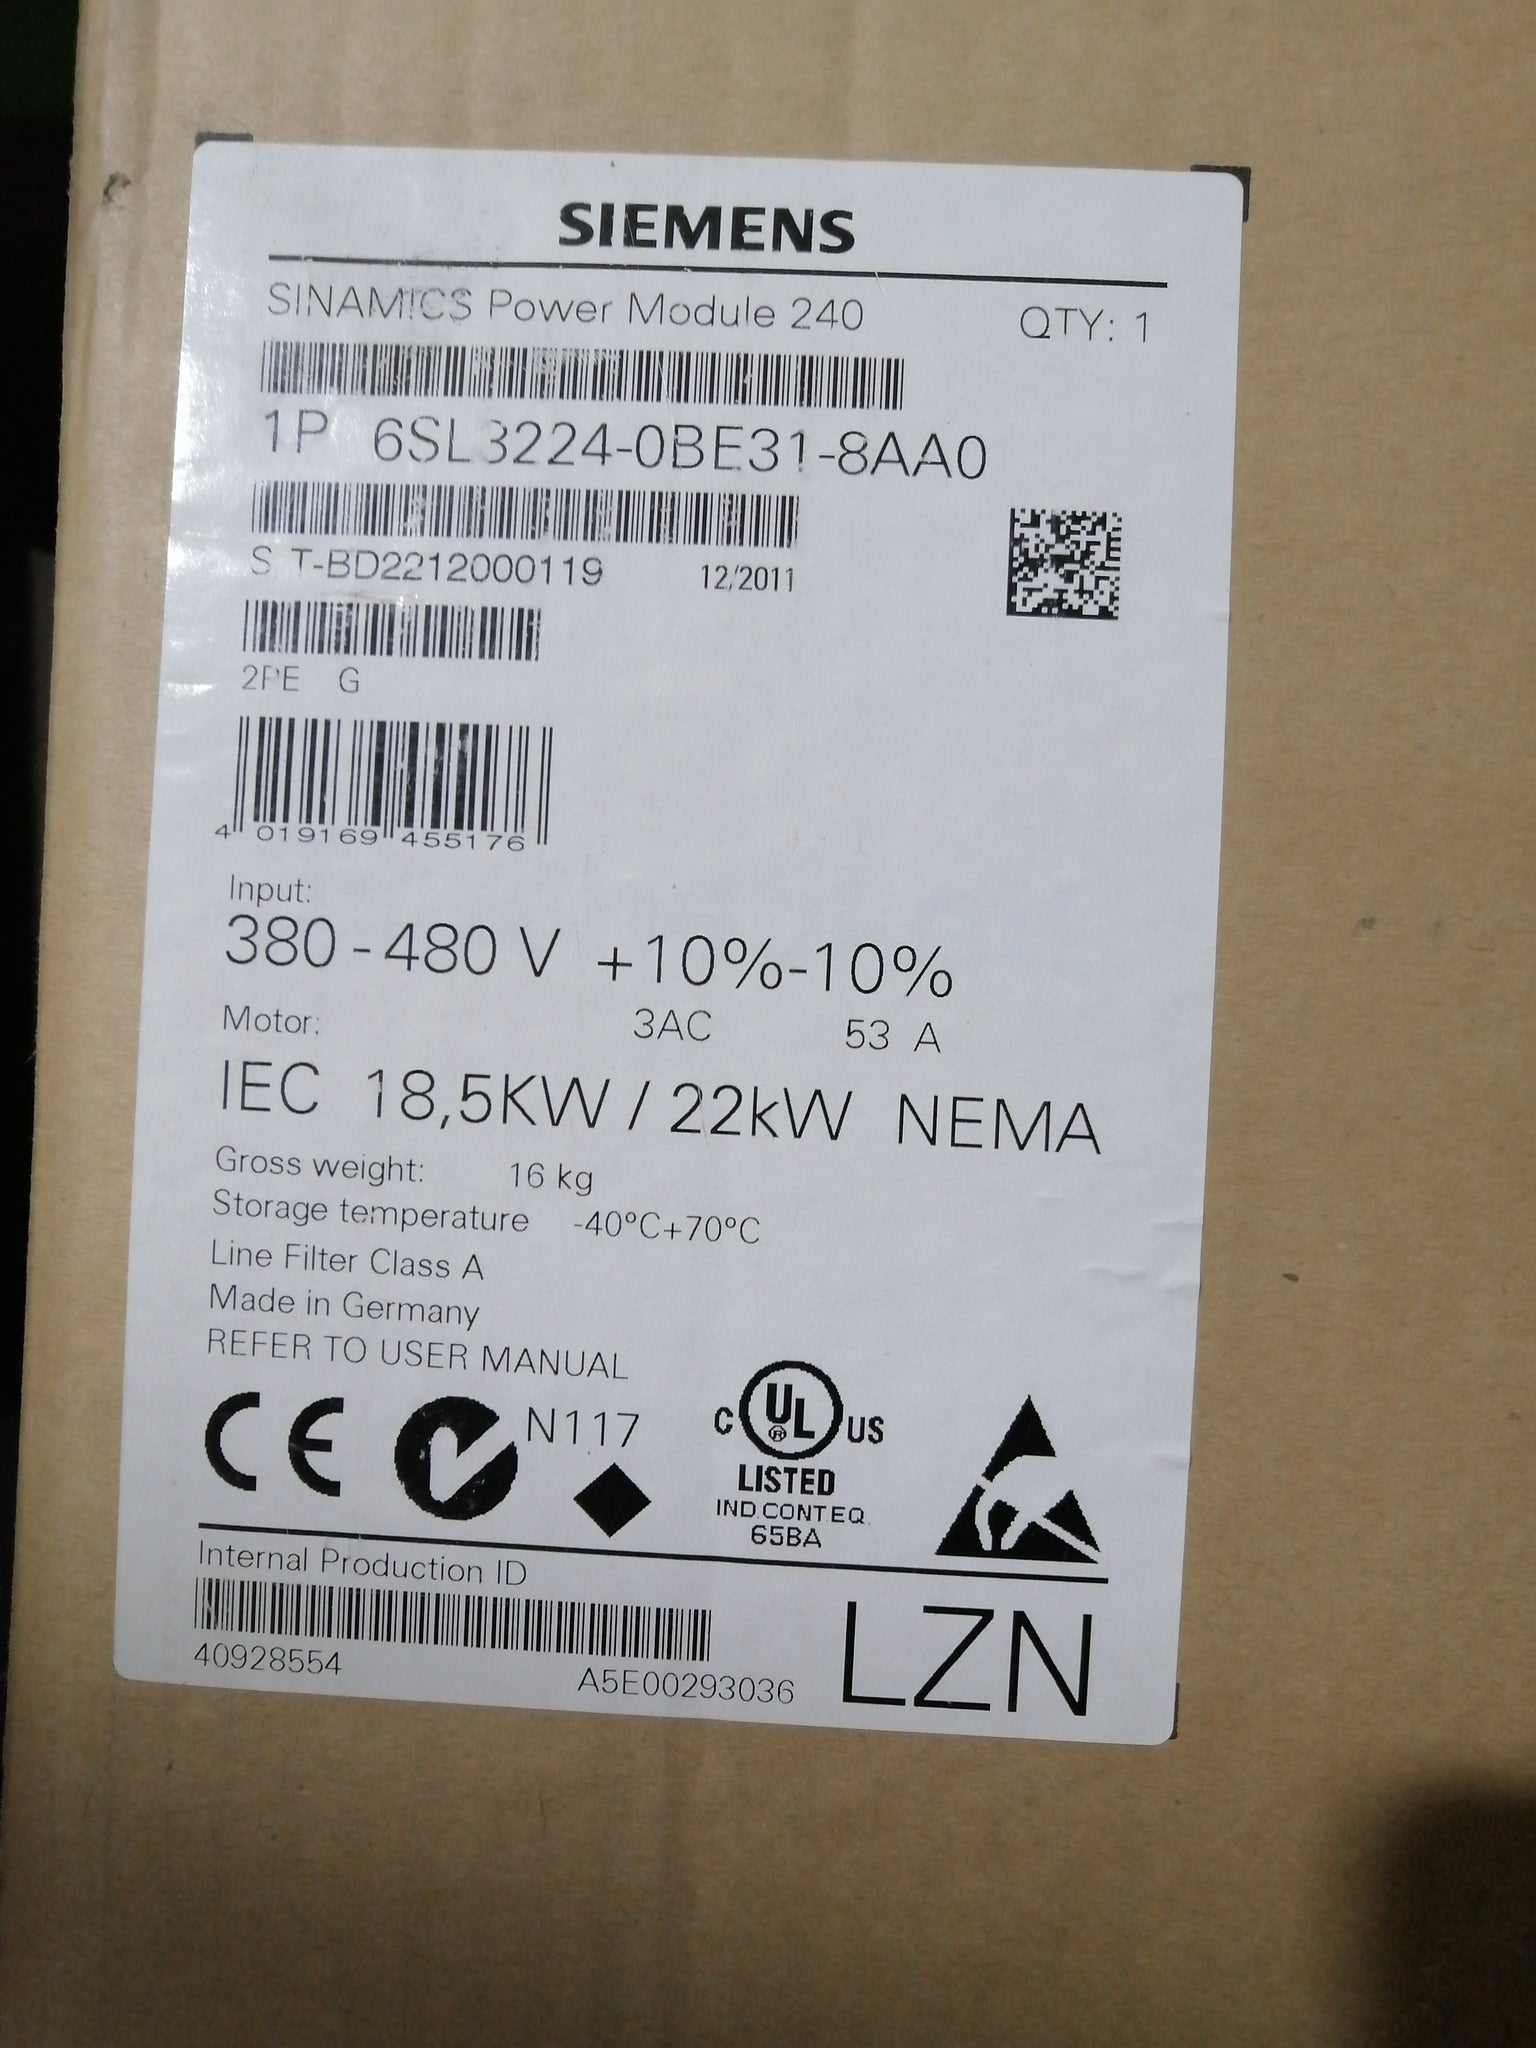 SIEMENS
SINAMICS Power Module 240 QTY: 1
1P 6SL3224-0BE31-8AA0
S T-BD2212000119 12/2011
2PE G
4 019169 455176
Input:
380-480 V +10%-10%
Motor: 3AC 53 A
IEC 18,5KW / 22kW NEMA
Gross weight: 16 kg
Storage temperature -40°C+70°C
Line Filter Class A
Made in Germany
REFER TO USER MANUAL
CE N117 C UL ® US
LISTED
IND.CONT.EQ.
65BA
Internal Production ID
40928554 A5E00293036 LZN